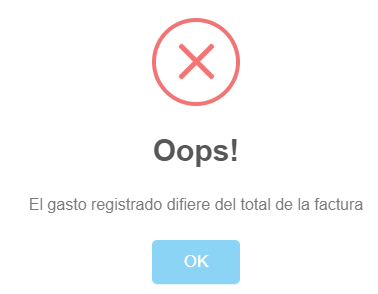 Oops!
El gasto registrado difiere del total de la factura
OK